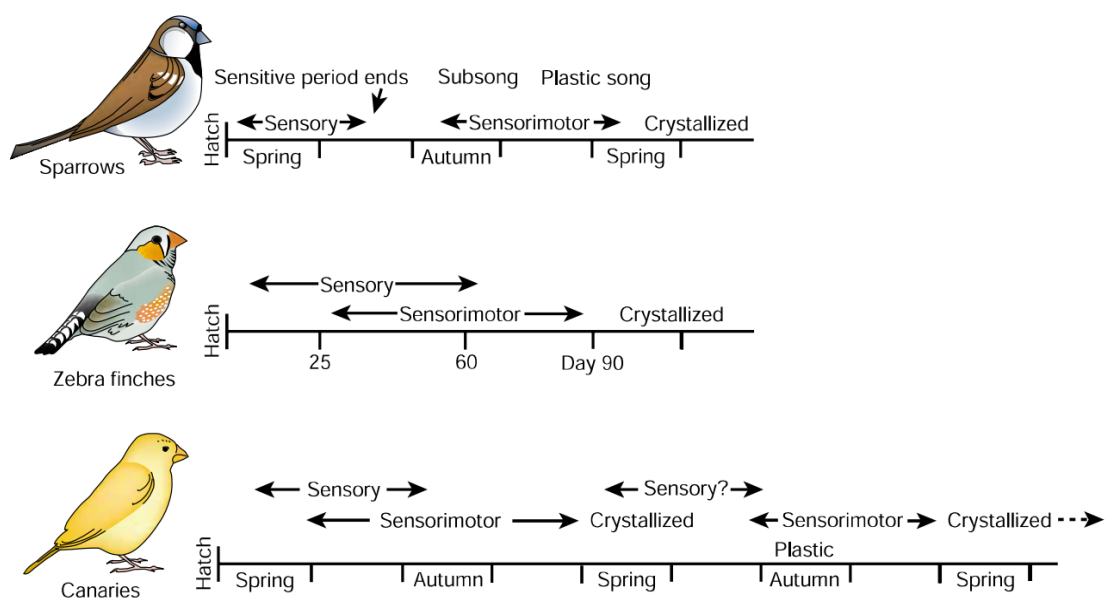 Sensitive period ends Subsong Plastic song
Sensory Sensorimotor Crystallized
Hatch
Spring Autumn Spring
Sparrows
Sensory
Sensorimotor Crystallized
Hatch
25 60 Day 90
Zebra finches
Sensory Sensory?
Sensorimotor Crystallized Sensorimotor Crystallized
Plastic
Hatch
Spring Autumn Spring Autumn Spring
Canaries